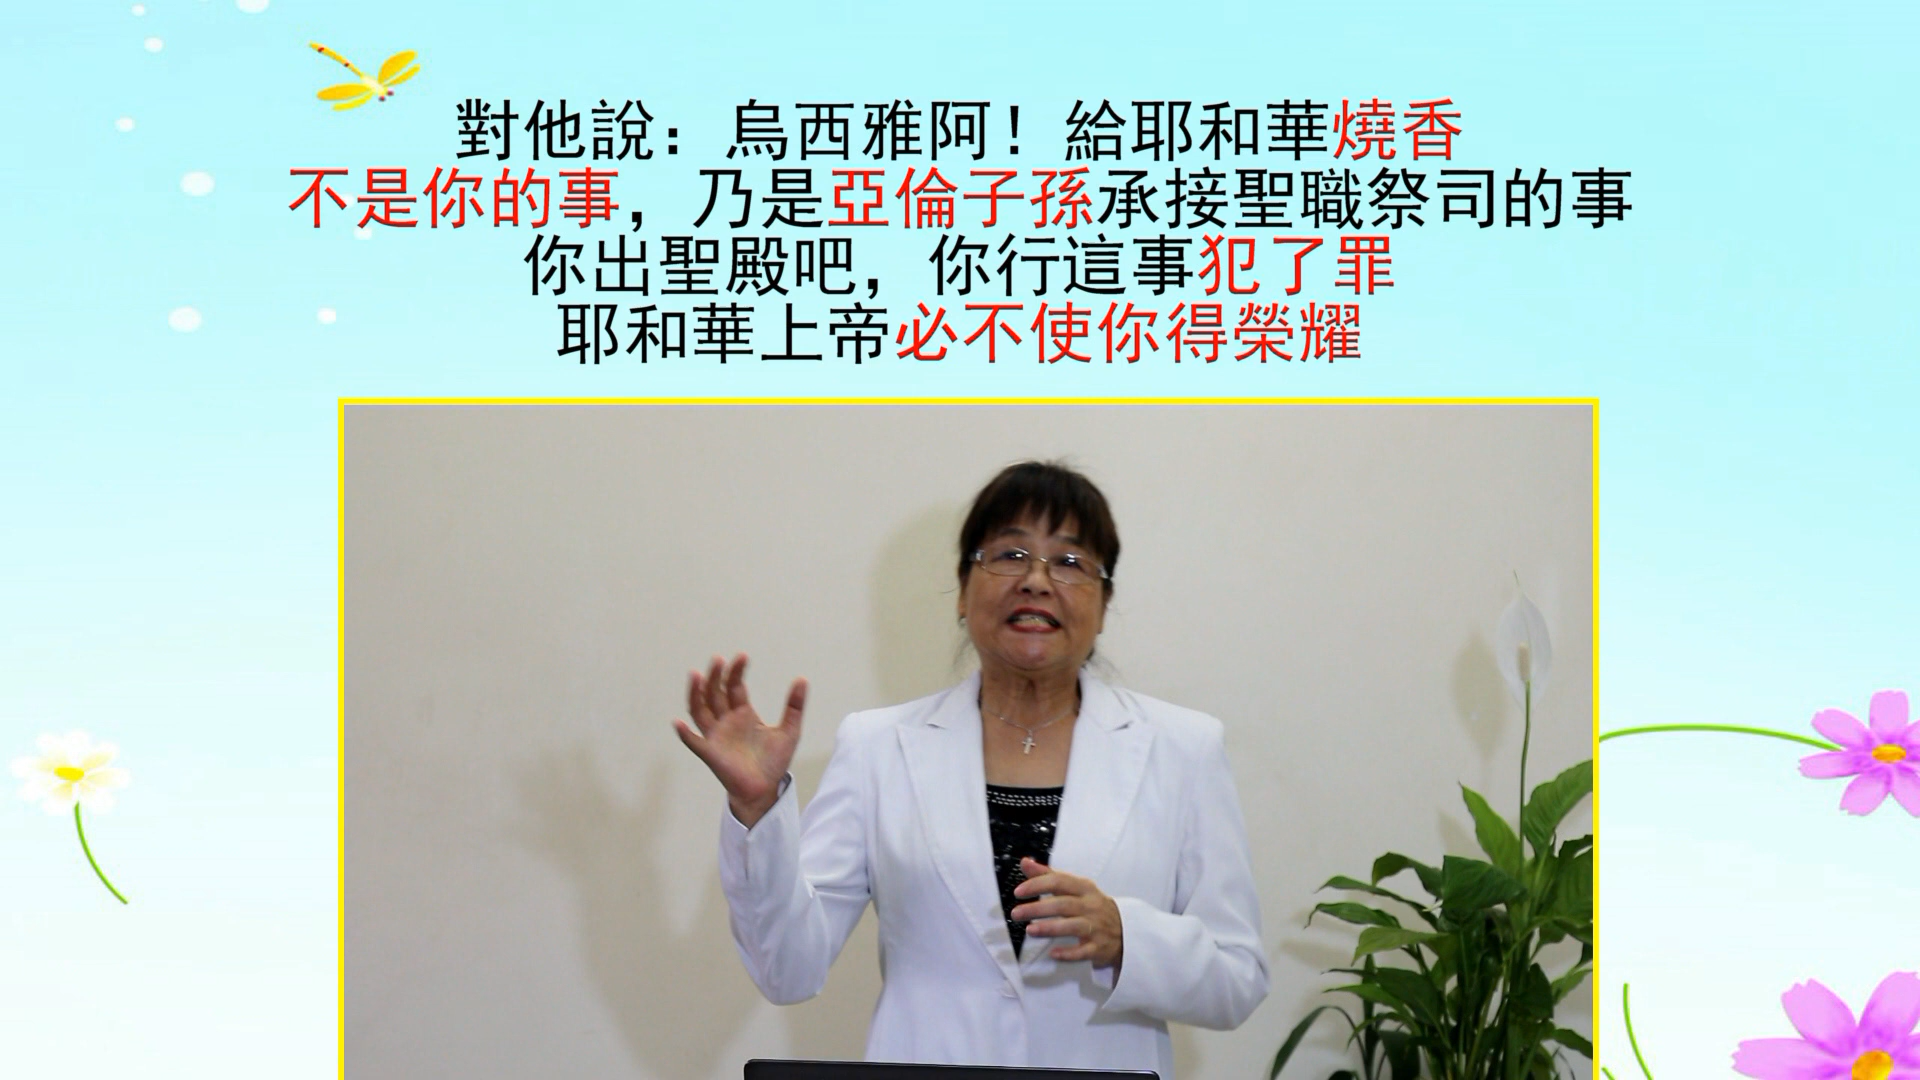 對他說：烏西雅阿！給耶和華燒香
不是你的事，乃是亞倫子孫承接聖職祭司的事
你出聖殿吧，你行這事犯了罪
耶和華上帝必不使你得榮耀